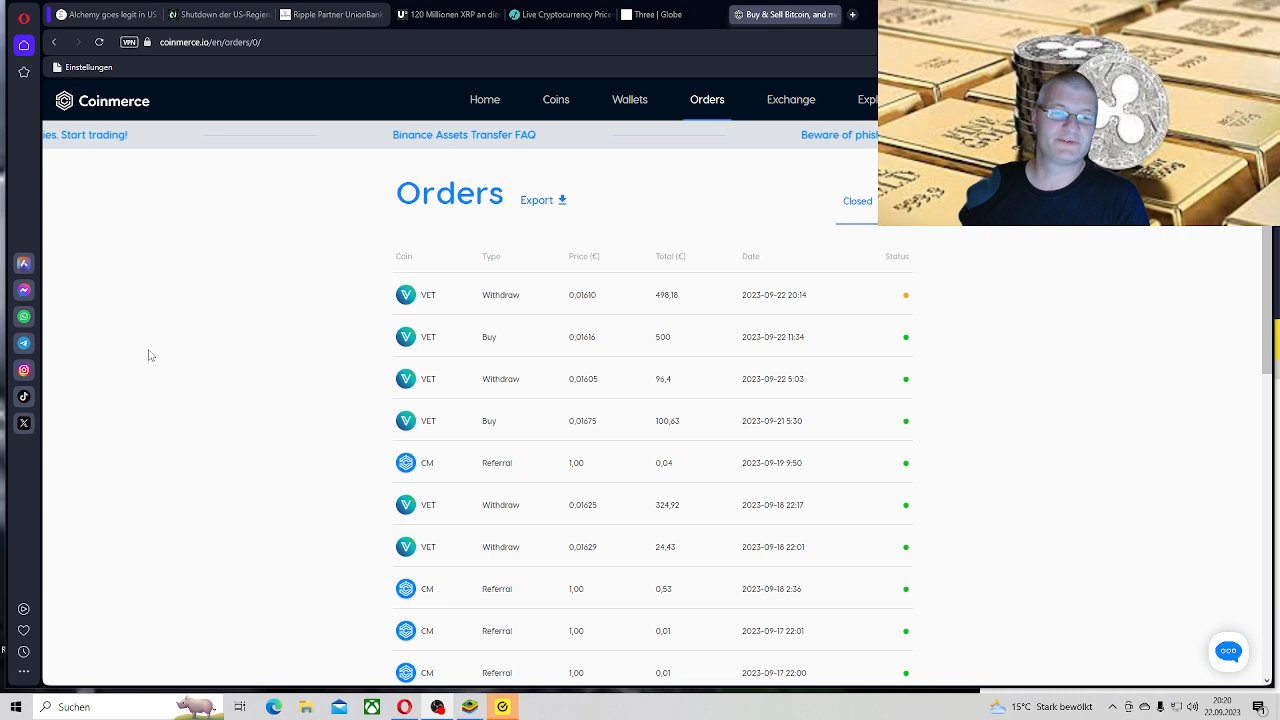 Alchemy goes legit in U
Shutdown der US-Regien
Ripple Partner UnionBank
120 Millionen XRP an die
Live Cryptocurrency Price
Three | Globe
Buy & Sell Bitcoin, and m
VPN coinmerce.io/en/orders/0/
Einstellungen
Coinmerce
Home Coins Wallets Orders Exchange Expl
ies. Start trading! Binance Assets Transfer FAQ Beware of phis
Orders Export Closed
Coin Type Price (€) Total (€) Date Status
VET Withdraw 0,01610 498,18 2023-09-22 20:14
VET Buy 0,01616 500 2023-09-22 11:34
VET Withdraw 0,01605 96,4 2023-09-22 5:03
VET Buy 0,01675 100,63 2023-09-21 5:30
CM Referral 1,00 0,04 2023-09-19 9:50
VET Withdraw 0,01625 324,92 2023-09-18 22:17
VET Withdraw 0,01629 24,43 2023-09-18 22:01
CM Referral 1,00 0,53 2023-09-18 2:36
CM Referral 1,00 0,01 2023-09-17 22:01
CM Referral 1,00 0,01 2023-09-17 22:00
Suchen
15°C Stark bewölkt
20:20
22.09.2023